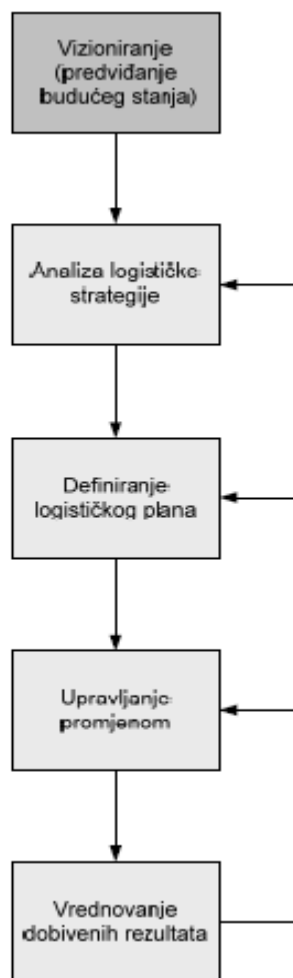 Vizioniranje
(predviđanje
budućeg stanja)
Analiza logističke
strategije
Definiranje
logističkog plana
Upravljanje
promjenom
Vrednovanje
dobivenih rezultata